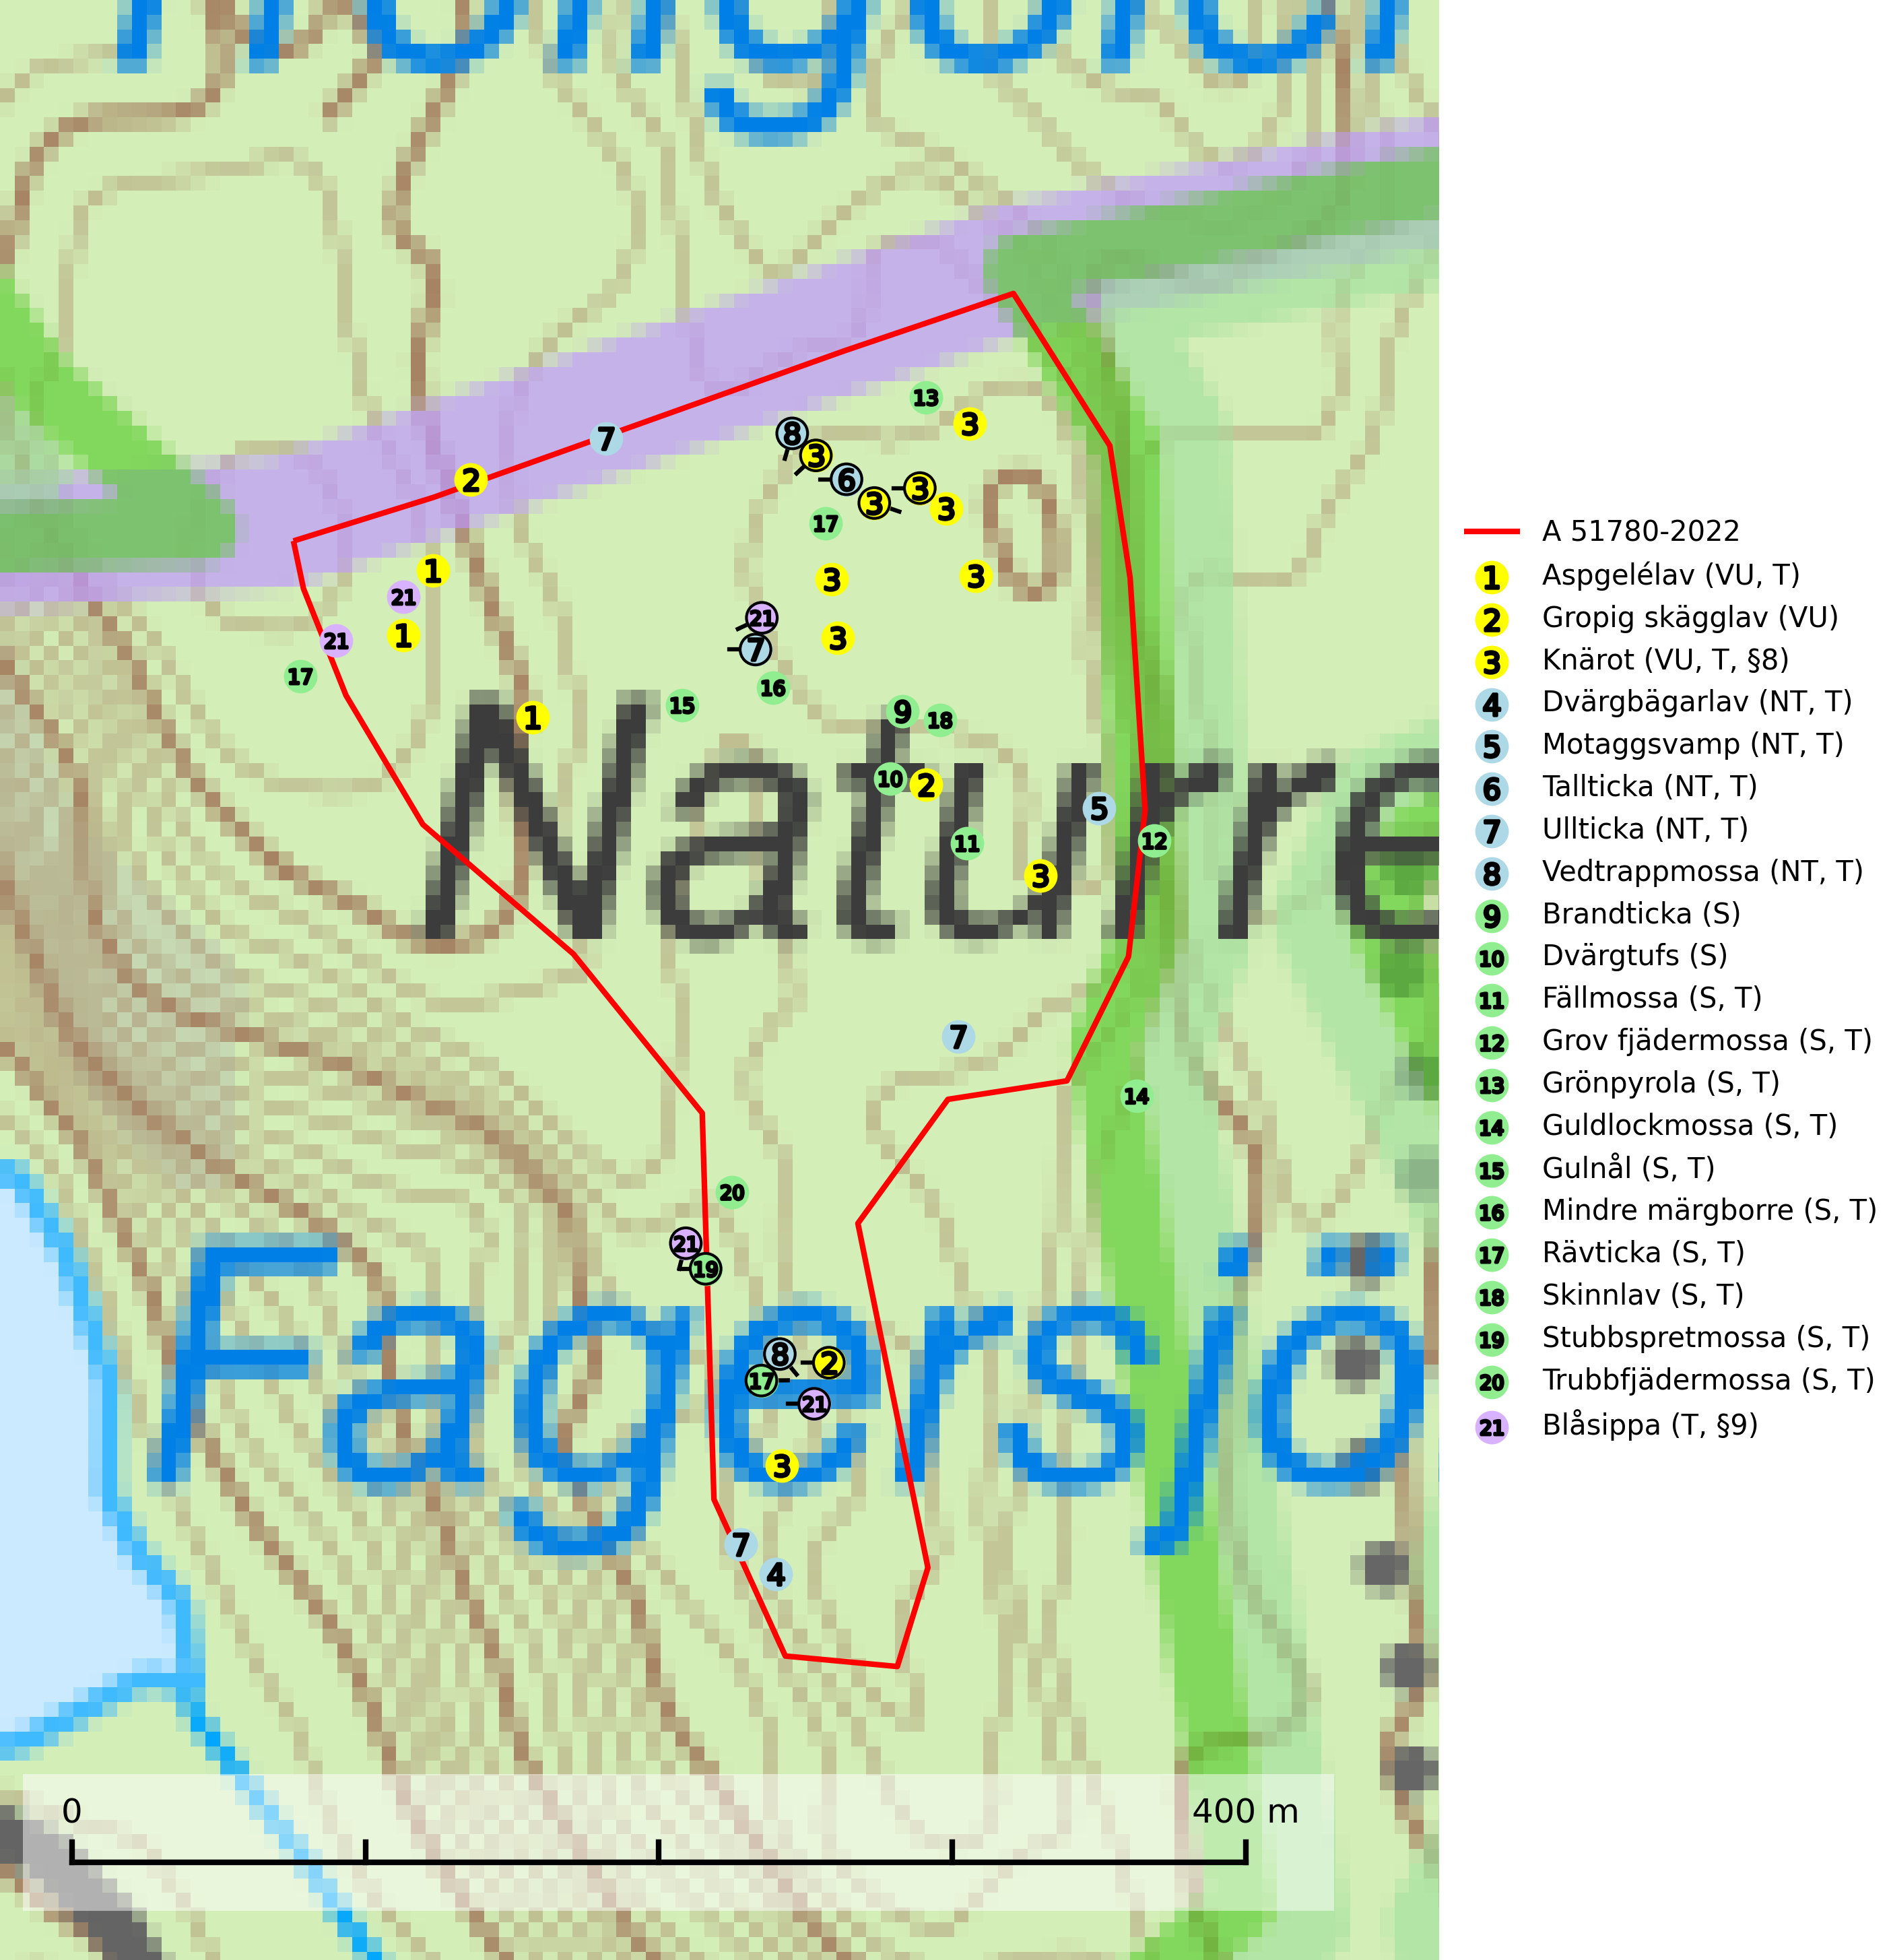 Naturre
Fagersjö
0
400 m
A 51780-2022
1 Aspgelélav (VU, T)
2 Gropig skägglav (VU)
3 Knärot (VU, T, §8)
4 Dvärgbägarlav (NT, T)
5 Motaggsvamp (NT, T)
6 Tallticka (NT, T)
7 Ullticka (NT, T)
8 Vedtrappmossa (NT, T)
9 Brandticka (S)
10 Dvärgtufs (S)
11 Fällmossa (S, T)
12 Grov fjädermossa (S, T)
13 Grönpyrola (S, T)
14 Guldlockmossa (S, T)
15 Gulnål (S, T)
16 Mindre märgborre (S, T)
17 Rävticka (S, T)
18 Skinnlav (S, T)
19 Stubbspretmossa (S, T)
20 Trubbfjädermossa (S, T)
21 Blåsippa (T, §9)